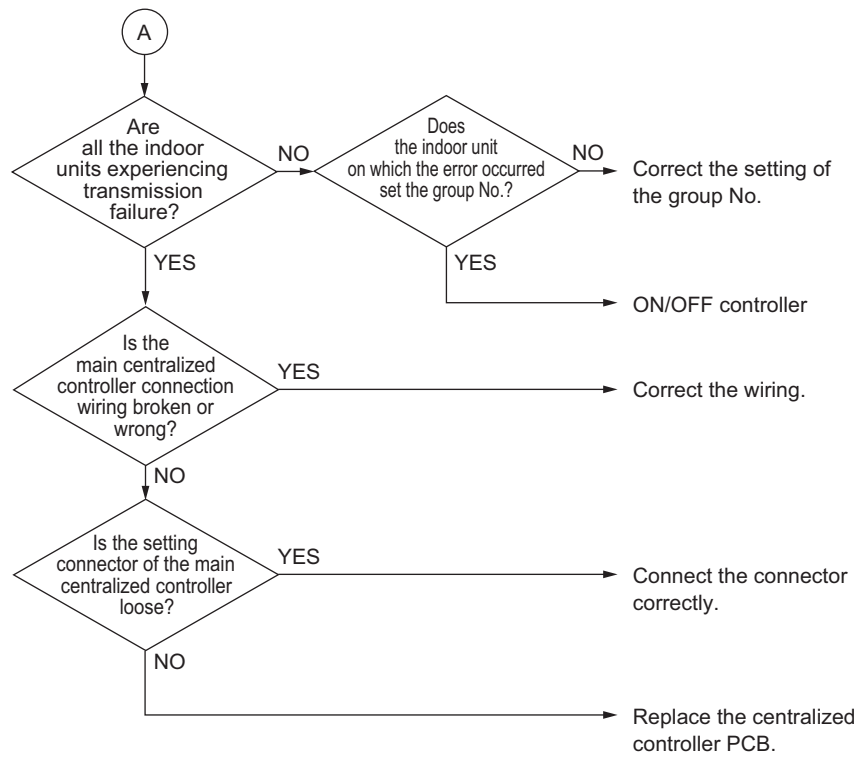 A
Are
all the indoor
units experiencing
transmission
failure?
NO
Does
the indoor unit
on which the error occurred
set the group No.?
NO
Correct the setting of
the group No.
YES
YES
ON/OFF controller
Is the
main centralized
controller connection
wiring broken or
wrong?
YES
Correct the wiring.
NO
Is the setting
connector of the main
centralized controller
loose?
YES
Connect the connector
correctly.
NO
Replace the centralized
controller PCB.